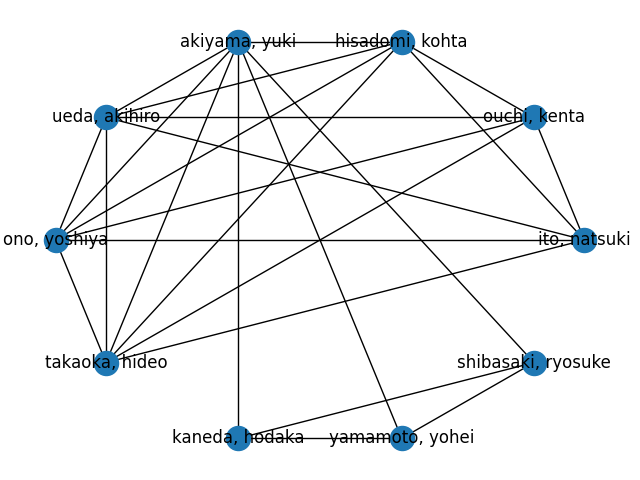 akiyama, yuki
hisadomi, kohta
ueda, akihiro
ouchi, kenta
ono, yoshiya
ito, natsuki
takaoka, hideo
shibasaki, ryosuke
kaneda, hodaka
yamamoto, yohei